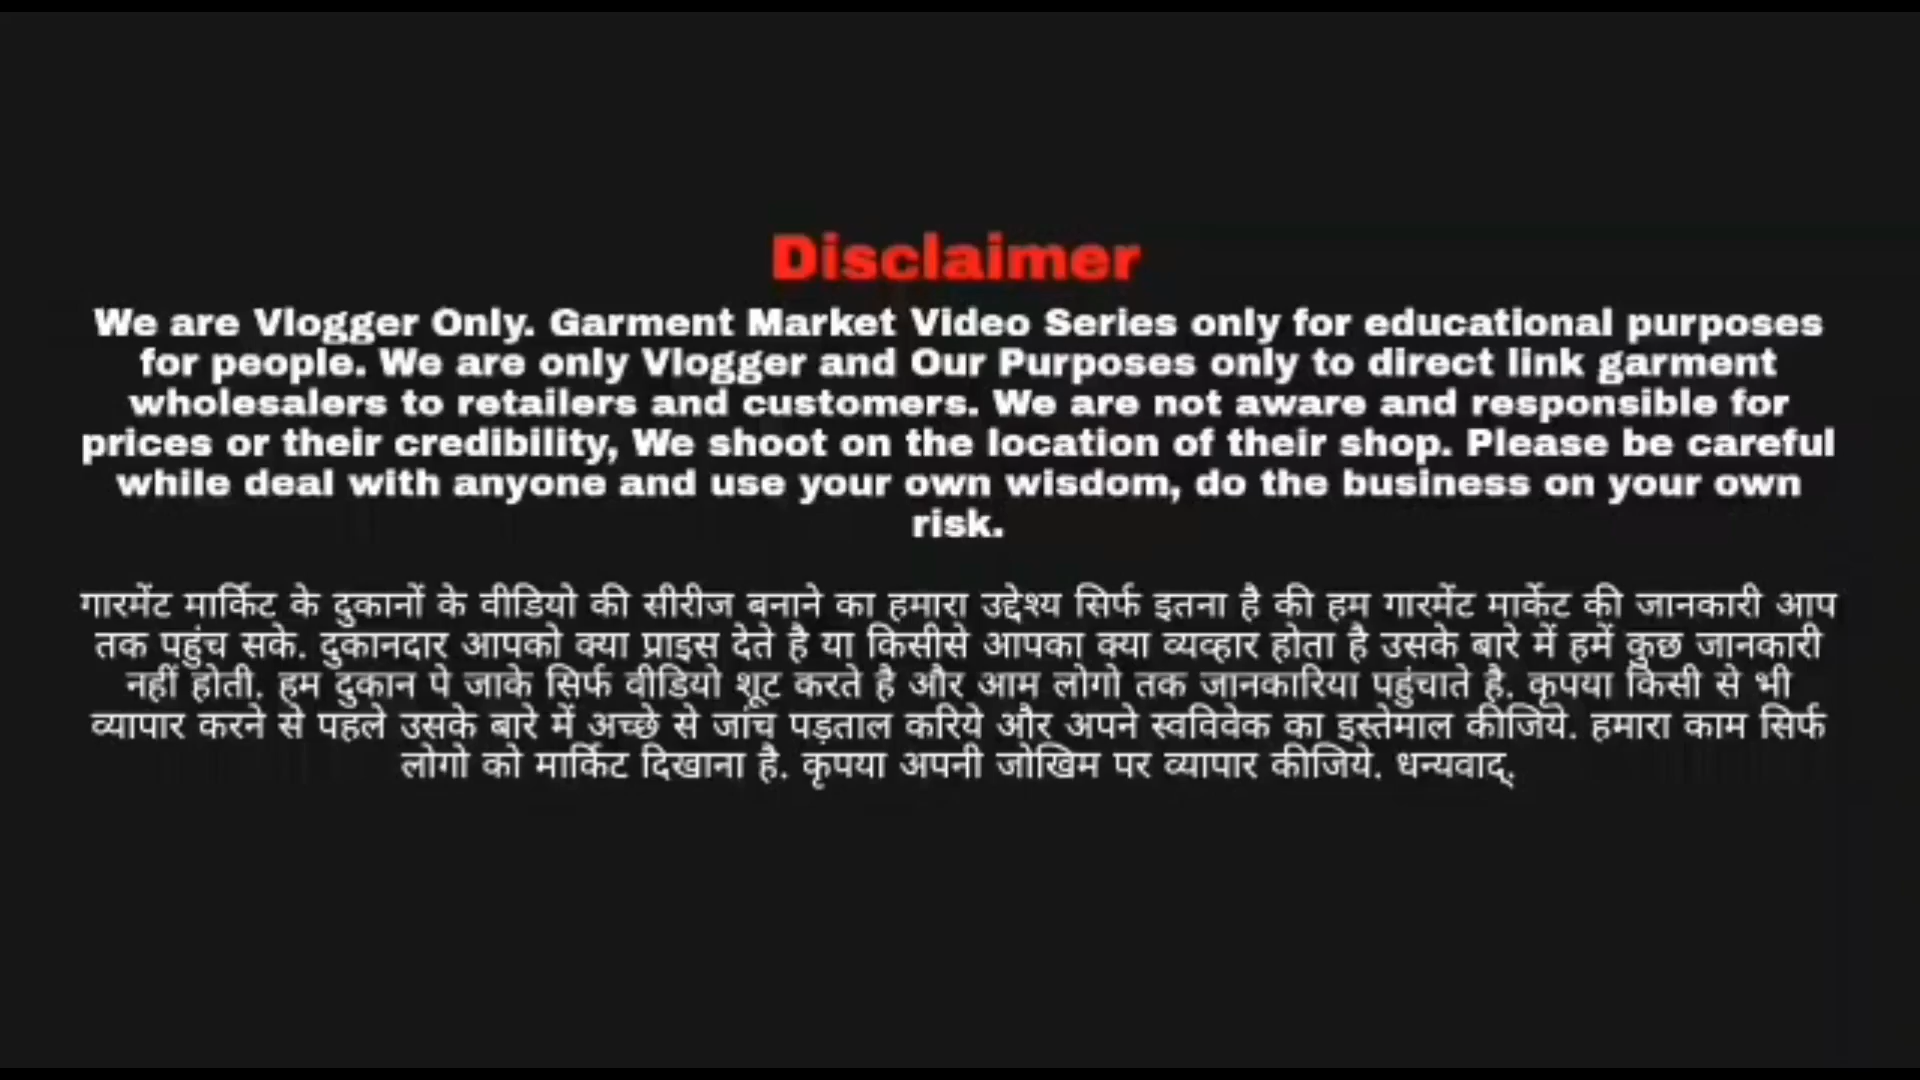 Disclaimer
We are Vlogger Only. Garment Market Video Series only for educational purposes
for people. We are only Vlogger and Our Purposes only to direct link garment
wholesalers to retailers and customers. We are not aware and responsible for
prices or their credibility, We shoot on the location of their shop. Please be careful
while deal with anyone and use your own wisdom, do the business on your own
risk.
गारमेंट मार्किट के दुकानों के वीडियो की सीरीज बनाने का हमारा उद्देश्य सिर्फ इतना है की हम गारमेंट मार्केट की जानकारी आप
तक पहुंच सके. दुकानदार आपको क्या प्राइस देते है या किसीसे आपका क्या व्यव्हार होता है उसके बारे में हमें कुछ जानकारी
नहीं होती. हम दुकान पे जाके सिर्फ वीडियो शूट करते है और आम लोगो तक जानकारिया पहुंचाते है. कृपया किसी से भी
व्यापार करने से पहले उसके बारे में अच्छे से जांच पड़ताल करिये और अपने स्वविवेक का इस्तेमाल कीजिये. हमारा काम सिर्फ
लोगो को मार्किट दिखाना है. कृपया अपनी जोखिम पर व्यापार कीजिये. धन्यवाद्.